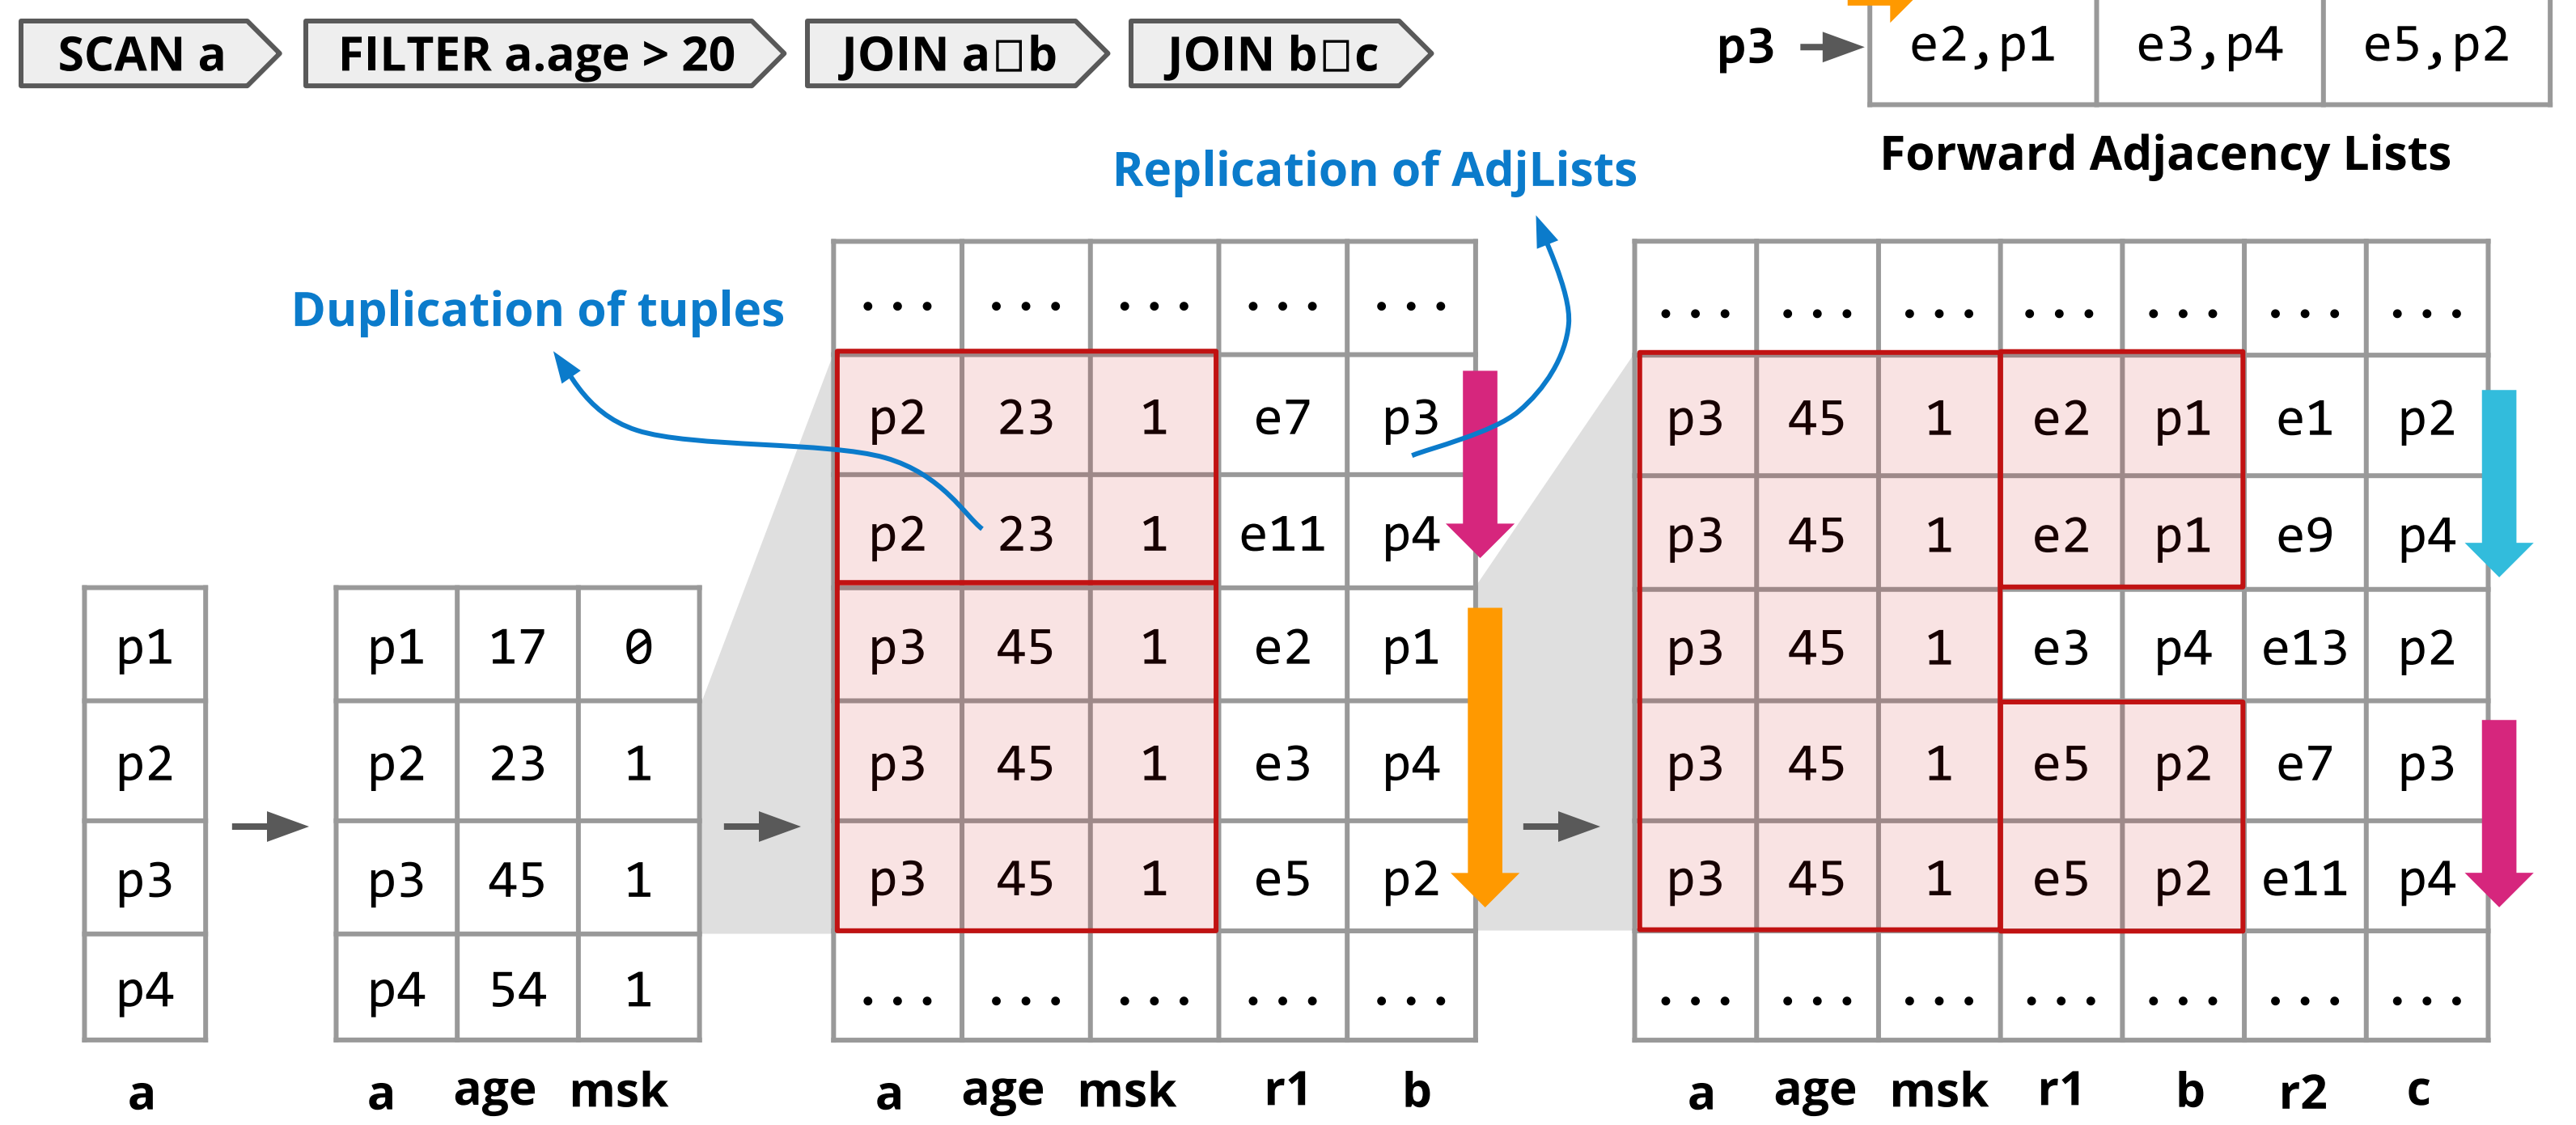 SCAN a
FILTER a.age > 20
JOIN a□b
JOIN b□c
p3
e2,p1 e3,p4 e5,p2
Forward Adjacency Lists
Replication of AdjLists
Duplication of tuples
p1
p2
p3
p4
a
p1 17 0
p2 23 1
p3 45 1
p4 54 1
a age msk
... ... ... ... ...
p2 23 1 e7 p3
p2 23 1 e11 p4
p3 45 1 e2 p1
p3 45 1 e3 p4
p3 45 1 e5 p2
... ... ... ... ...
a age msk r1 b
... ... ... ... ... ... ...
p3 45 1 e2 p1 e1 p2
p3 45 1 e2 p1 e9 p4
p3 45 1 e3 p4 e13 p2
p3 45 1 e5 p2 e7 p3
p3 45 1 e5 p2 e11 p4
... ... ... ... ... ... ...
a age msk r1 b r2 c